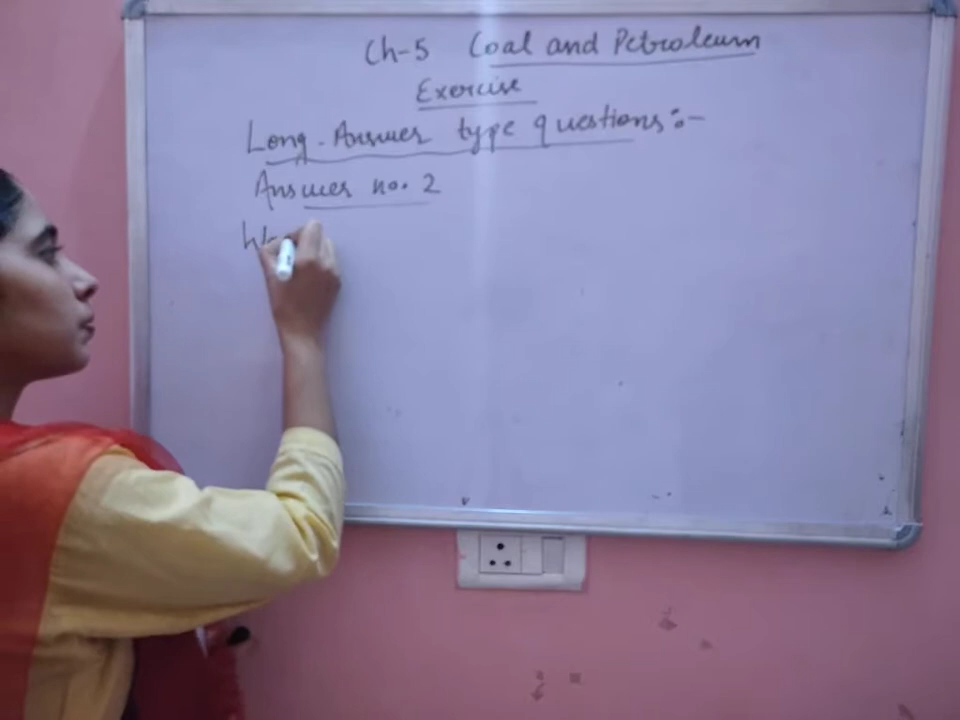 Ch-5 Coal and Petroleum
Exercise
Long-Answer type questions:-
Answer no. 2